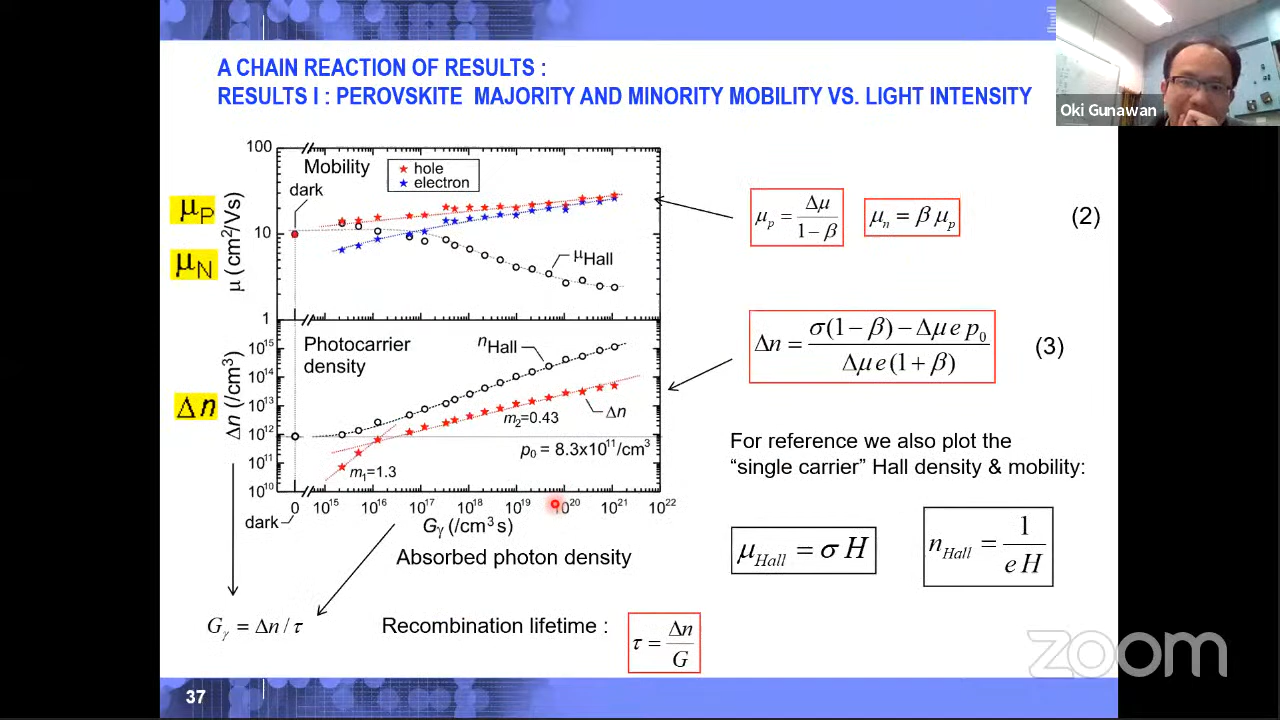 A CHAIN REACTION OF RESULTS :
RESULTS I : PEROVSKITE MAJORITY AND MINORITY MOBILITY VS. LIGHT INTENSITY
Oki Gunawan
μP
μN
Δn
μ (cm²/Vs)
100
10
1
Mobility
dark
hole
electron
μHall
Δn (/cm³)
10¹⁵
10¹⁴
10¹³
10¹²
10¹¹
10¹⁰
Photocarrier
density
nHall
Δn
m₂=0.43
p₀ = 8.3x10¹¹/cm³
m₁=1.3
0 10¹⁵ 10¹⁶ 10¹⁷ 10¹⁸ 10¹⁹ 10²⁰ 10²¹ 10²²
dark
Gγ (/cm³s)
Absorbed photon density
μp = Δμ / (1−β)
μn = β μp
(2)
Δn = (σ(1−β) − Δμ e p₀) / (Δμ e(1+β))
(3)
For reference we also plot the
“single carrier” Hall density & mobility:
μHall = σ H
nHall = 1 / (e H)
Gγ = Δn / τ
Recombination lifetime :
τ = Δn / G
zoom
37